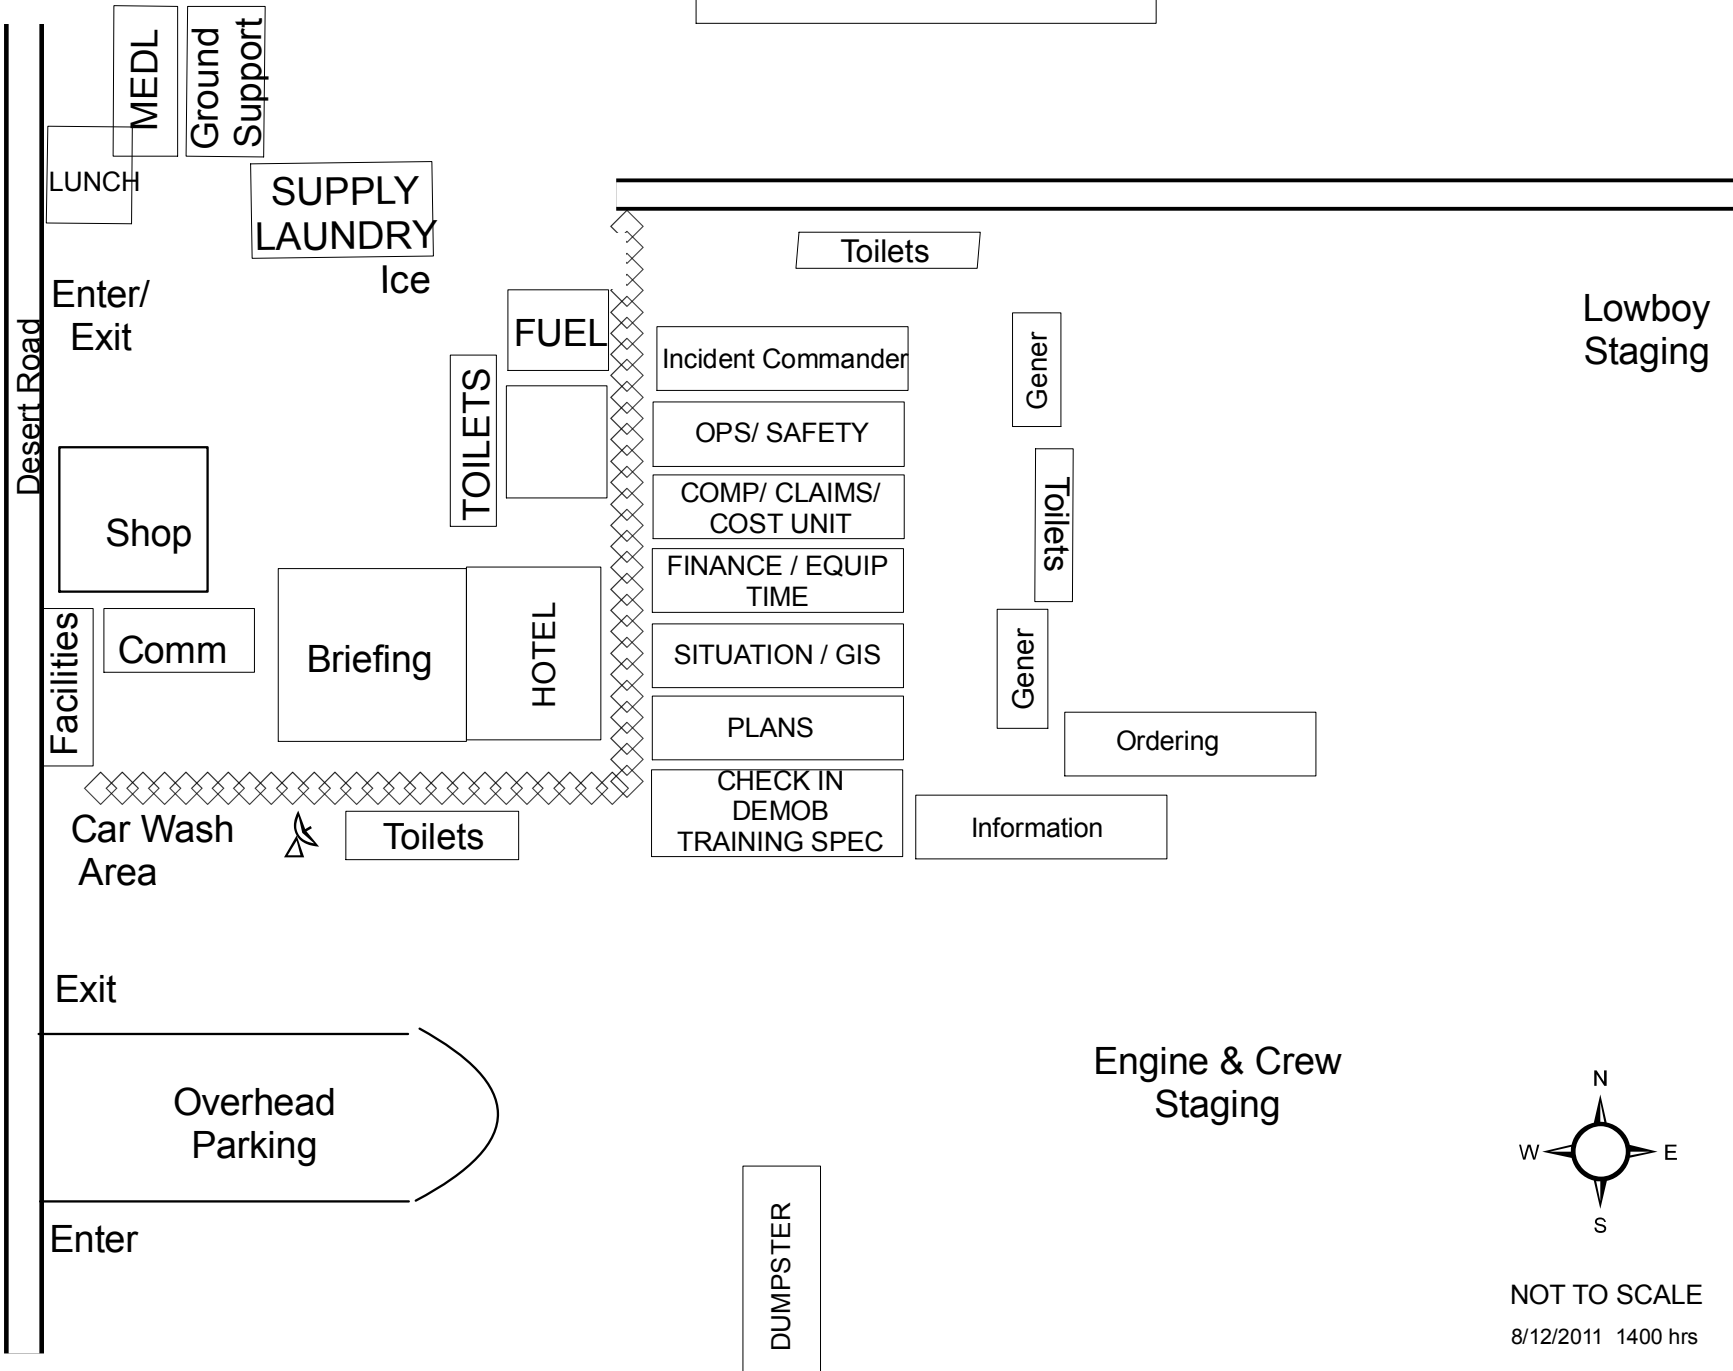 MEDL
Ground
Support
LUNCH
SUPPLY
LAUNDRY
Ice
Toilets
Enter/
Exit
Desert Road
FUEL
TOILETS
Incident Commander
Gener
Lowboy
Staging
OPS/ SAFETY
COMP/ CLAIMS/
COST UNIT
Toilets
Shop
FINANCE / EQUIP
TIME
Facilities
Comm
Briefing
HOTEL
SITUATION / GIS
Gener
PLANS
Ordering
CHECK IN
DEMOB
TRAINING SPEC
Information
Car Wash
Area
Toilets
Exit
Overhead
Parking
Engine & Crew
Staging
N
W
E
S
Enter
DUMPSTER
NOT TO SCALE
8/12/2011 1400 hrs